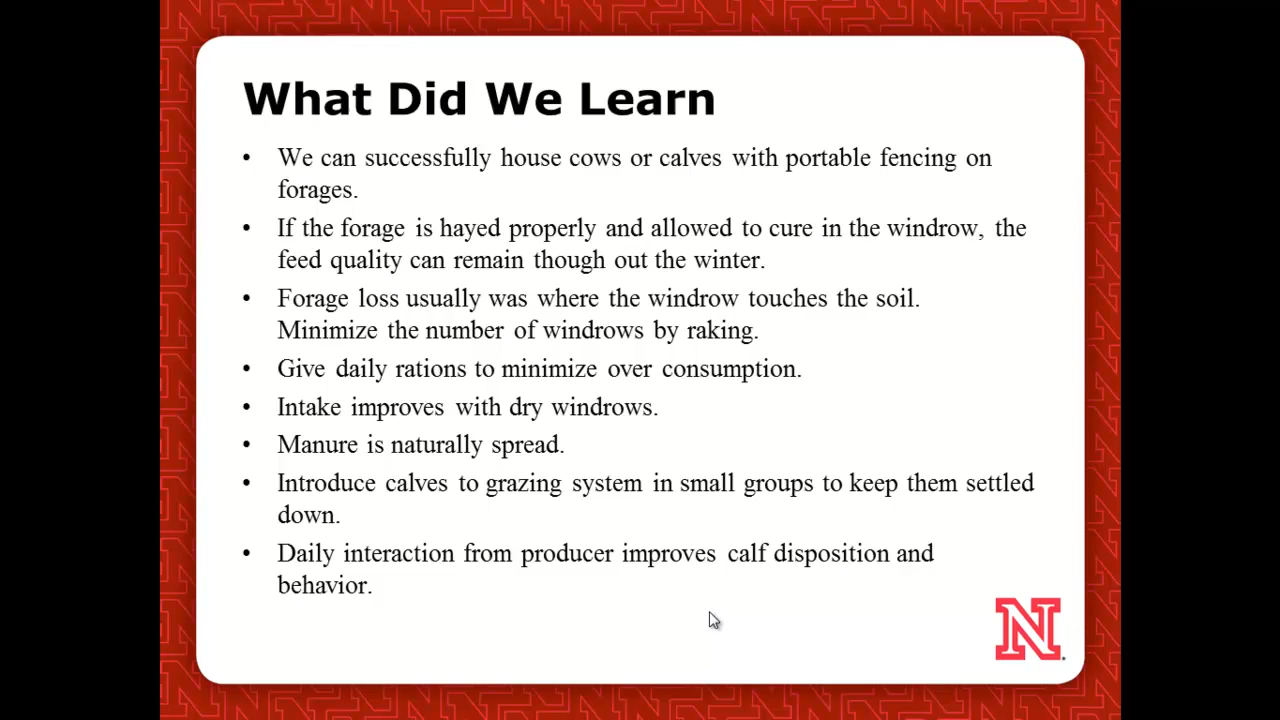 What Did We Learn
• We can successfully house cows or calves with portable fencing on
forages.
• If the forage is hayed properly and allowed to cure in the windrow, the
feed quality can remain though out the winter.
• Forage loss usually was where the windrow touches the soil.
Minimize the number of windrows by raking.
• Give daily rations to minimize over consumption.
• Intake improves with dry windrows.
• Manure is naturally spread.
• Introduce calves to grazing system in small groups to keep them settled
down.
• Daily interaction from producer improves calf disposition and
behavior.
N